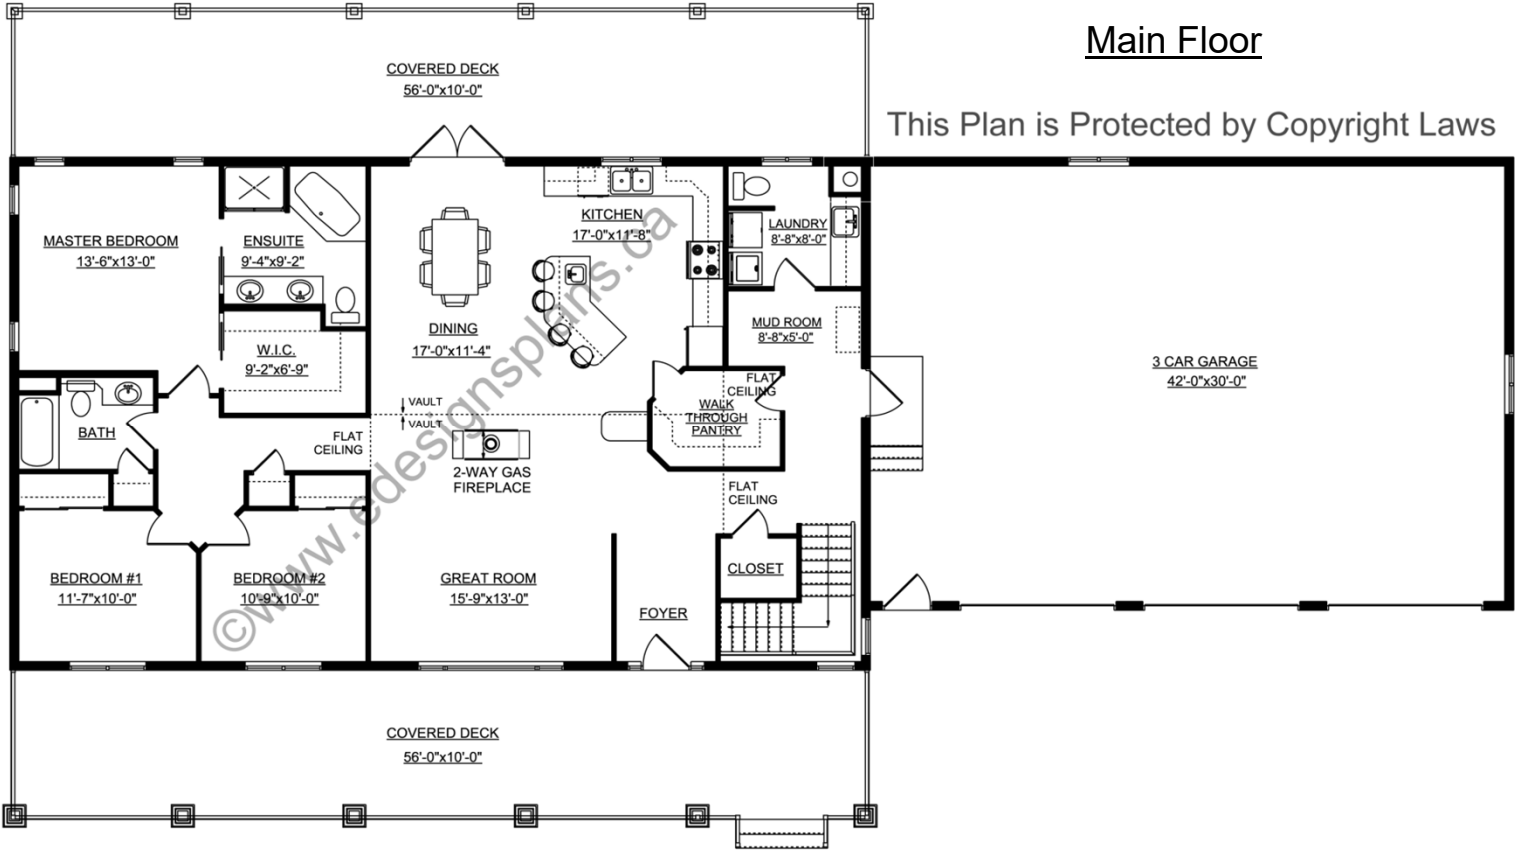 Main Floor
This Plan is Protected by Copyright Laws
COVERED DECK
56'-0"x10'-0"
MASTER BEDROOM
13'-6"x13'-0"
ENSUITE
9'-4"x9'-2"
KITCHEN
17'-0"x11'-8"
LAUNDRY
8'-8"x8'-0"
DINING
17'-0"x11'-4"
MUD ROOM
8'-8"x5'-0"
W.I.C.
9'-2"x6'-9"
3 CAR GARAGE
42'-0"x30'-0"
FLAT
CEILING
WALK
THROUGH
PANTRY
VAULT
VAULT
BATH
FLAT
CEILING
2-WAY GAS
FIREPLACE
FLAT
CEILING
CLOSET
BEDROOM #1
11'-7"x10'-0"
BEDROOM #2
10'-9"x10'-0"
GREAT ROOM
15'-9"x13'-0"
FOYER
COVERED DECK
56'-0"x10'-0"
©www.edesignsplans.ca